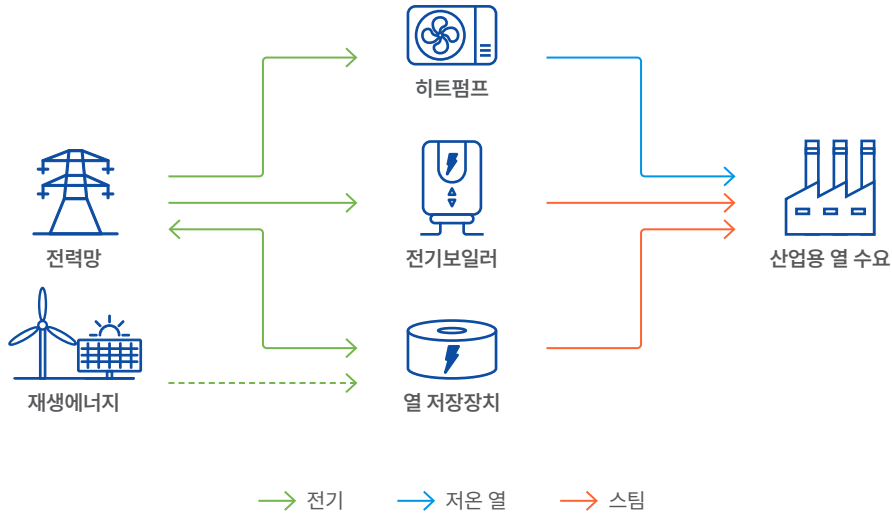 히트펌프
전력망
전기보일러
산업용 열 수요
재생에너지
열 저장장치
전기
저온 열
스팀